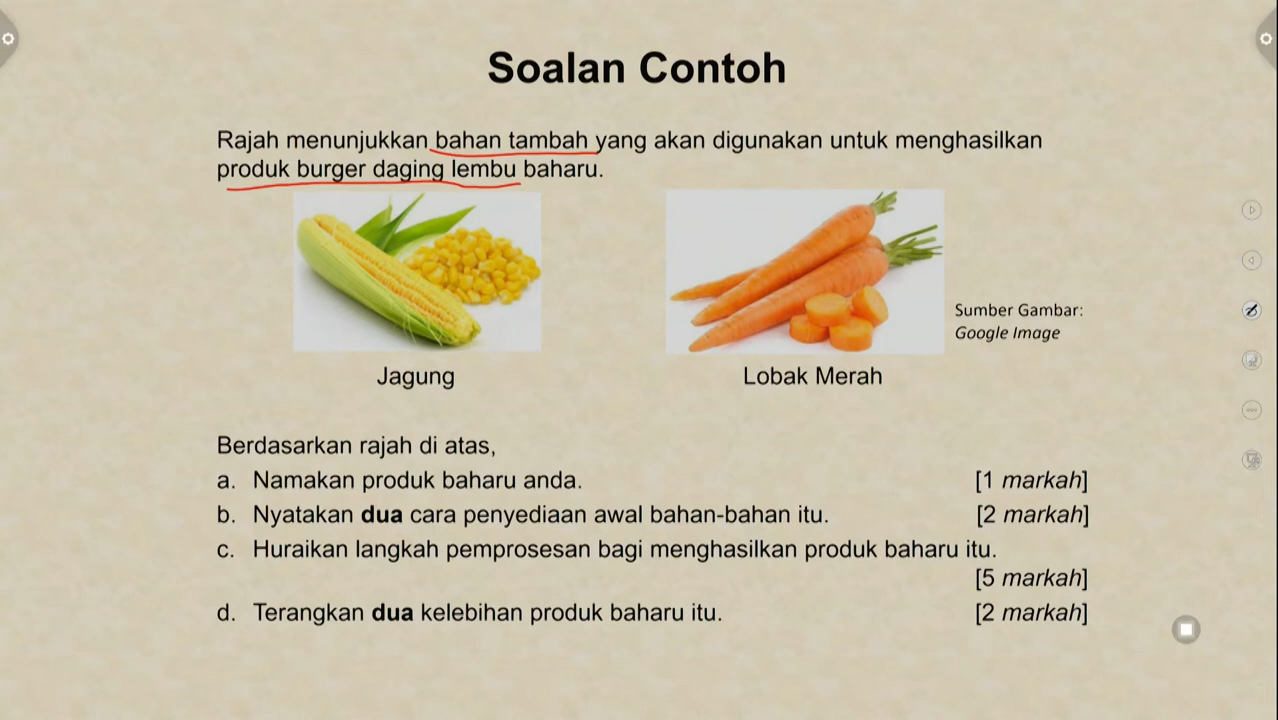 Soalan Contoh
Rajah menunjukkan bahan tambah yang akan digunakan untuk menghasilkan
produk burger daging lembu baharu.
Sumber Gambar:
Google Image
Jagung
Lobak Merah
Berdasarkan rajah di atas,
a. Namakan produk baharu anda. [1 markah]
b. Nyatakan dua cara penyediaan awal bahan-bahan itu. [2 markah]
c. Huraikan langkah pemprosesan bagi menghasilkan produk baharu itu.
[5 markah]
d. Terangkan dua kelebihan produk baharu itu. [2 markah]